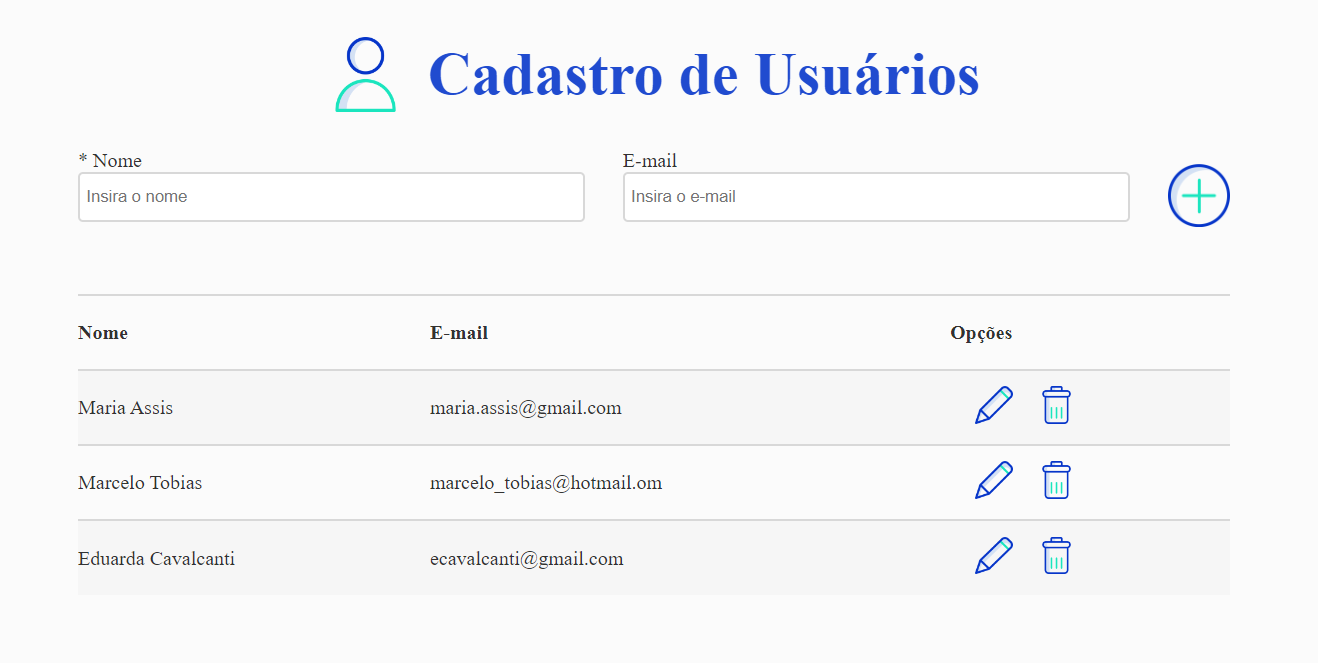 Cadastro de Usuários
* Nome E-mail
Insira o nome Insira o e-mail
Nome E-mail Opções
Maria Assis maria.assis@gmail.com
Marcelo Tobias marcelo_tobias@hotmail.om
Eduarda Cavalcanti ecavalcanti@gmail.com